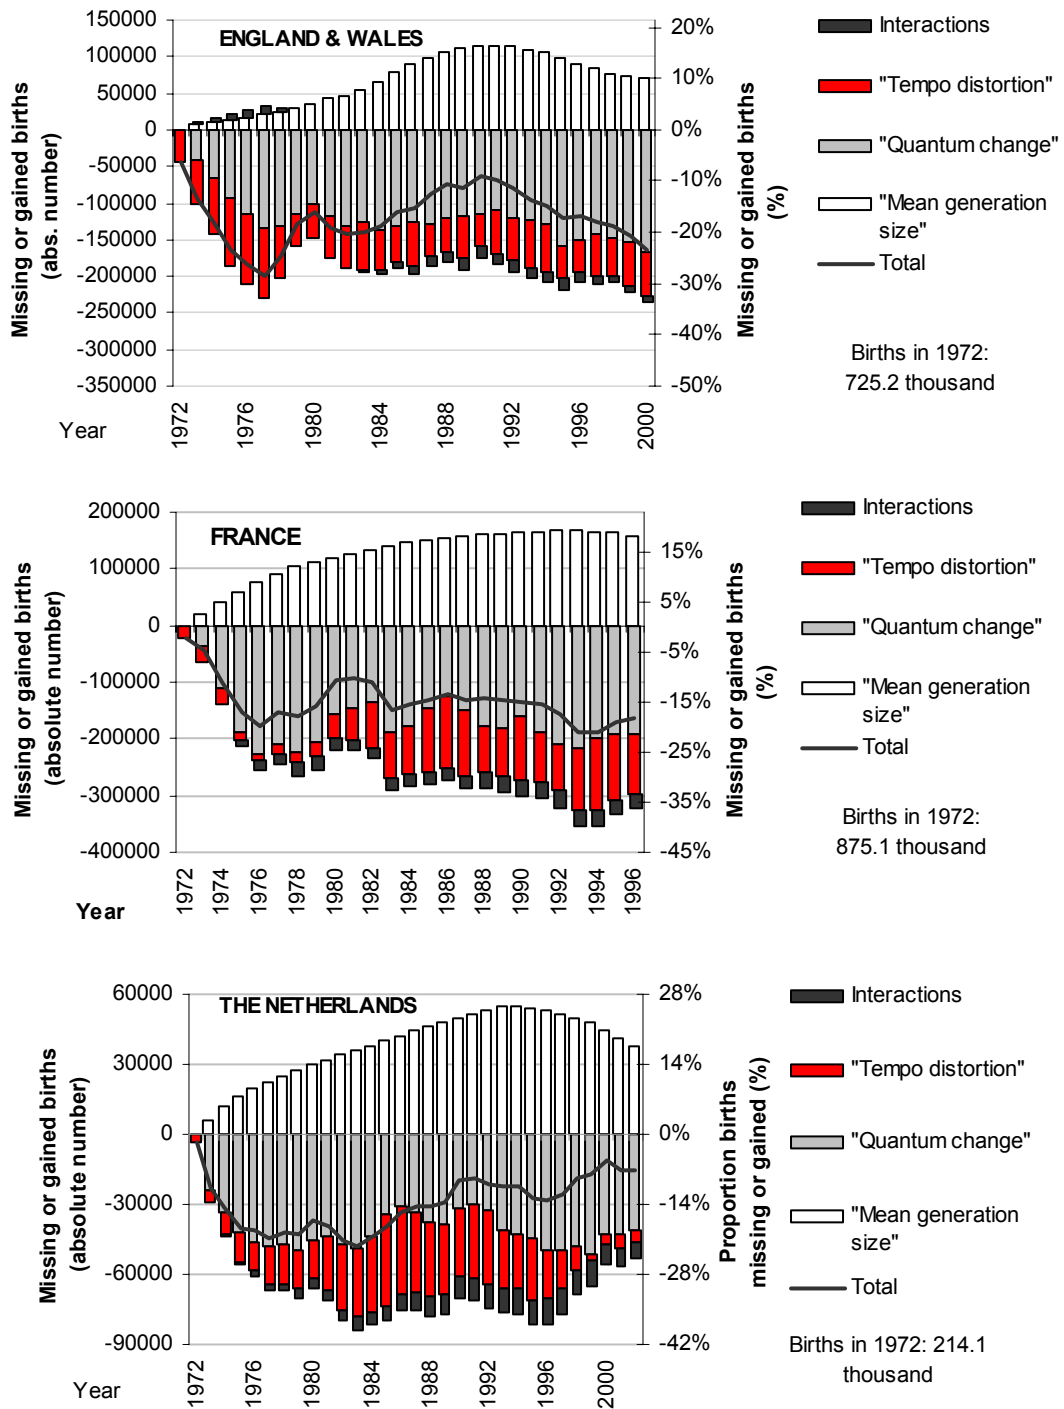 ENGLAND & WALES
Missing or gained births
(abs. number)
150000
100000
50000
0
-50000
-100000
-150000
-200000
-250000
-300000
-350000
20%
10%
0%
-10%
-20%
-30%
-40%
-50%
Missing or gained births
(%)
Year
1972
1976
1980
1984
1988
1992
1996
2000
Interactions
"Tempo distortion"
"Quantum change"
"Mean generation
size"
Total
Births in 1972:
725.2 thousand
FRANCE
Missing or gained births
(absolute number)
200000
100000
0
-100000
-200000
-300000
-400000
15%
5%
-5%
-15%
-25%
-35%
-45%
Missing or gained births
(%)
Year
1972
1974
1976
1978
1980
1982
1984
1986
1988
1990
1992
1994
1996
Interactions
"Tempo distortion"
"Quantum change"
"Mean generation
size"
Total
Births in 1972:
875.1 thousand
THE NETHERLANDS
Missing or gained births
(absolute number)
60000
30000
0
-30000
-60000
-90000
28%
14%
0%
-14%
-28%
-42%
Proportion births
missing or gained (%)
Year
1972
1976
1980
1984
1988
1992
1996
2000
Interactions
"Tempo distortion"
"Quantum change"
"Mean generation
size"
Total
Births in 1972: 214.1
thousand